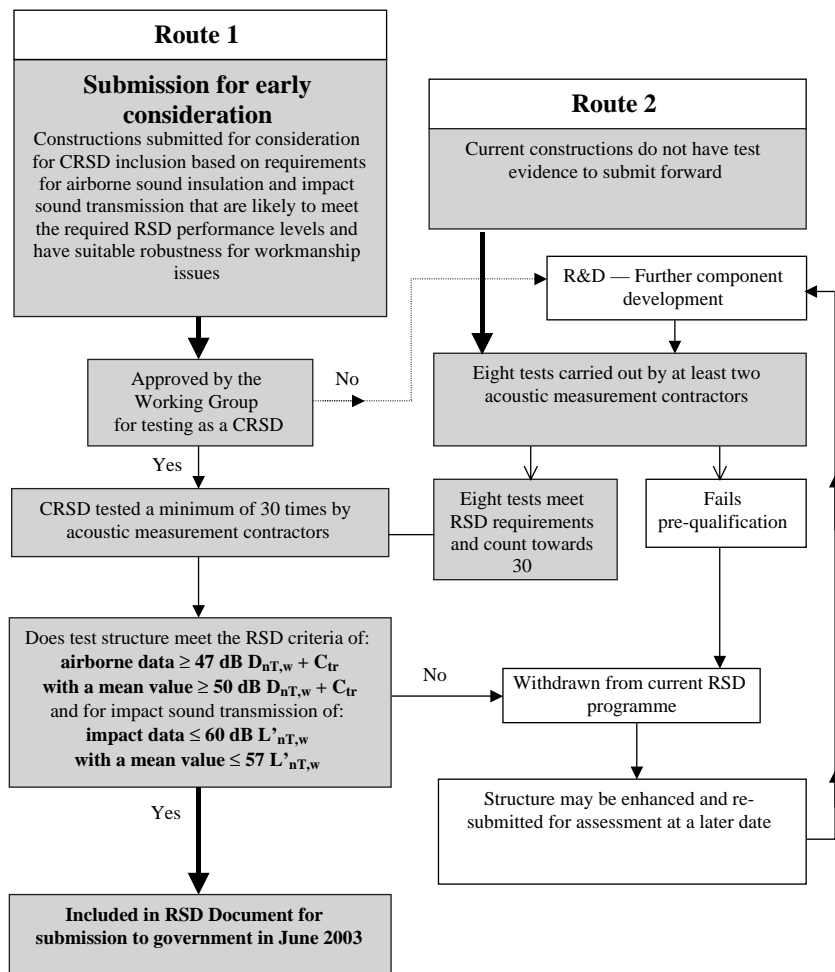 Route 1
Submission for early
consideration
Constructions submitted for consideration
for CRSD inclusion based on requirements
for airborne sound insulation and impact
sound transmission that are likely to meet
the required RSD performance levels and
have suitable robustness for workmanship
issues
Route 2
Current constructions do not have test
evidence to submit forward
R&D — Further component
development
Approved by the
Working Group
for testing as a CRSD
No
Yes
Eight tests carried out by at least two
acoustic measurement contractors
CRSD tested a minimum of 30 times by
acoustic measurement contractors
Eight tests meet
RSD requirements
and count towards
30
Fails
pre-qualification
Does test structure meet the RSD criteria of:
airborne data ≥ 47 dB DnT,w + Ctr
with a mean value ≥ 50 dB DnT,w + Ctr
and for impact sound transmission of:
impact data ≤ 60 dB L’nT,w
with a mean value ≤ 57 L’nT,w
No
Yes
Withdrawn from current RSD
programme
Structure may be enhanced and re-
submitted for assessment at a later date
Included in RSD Document for
submission to government in June 2003